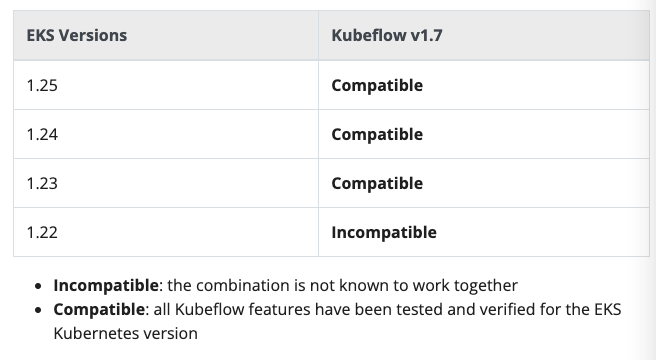 EKS Versions Kubeflow v1.7
1.25 Compatible
1.24 Compatible
1.23 Compatible
1.22 Incompatible
• Incompatible: the combination is not known to work together
• Compatible: all Kubeflow features have been tested and verified for the EKS
Kubernetes version